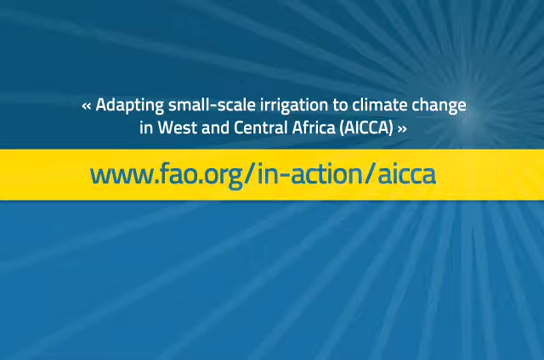 « Adapting small-scale irrigation to climate change
in West and Central Africa (AICCA) »
www.fao.org/in-action/aicca